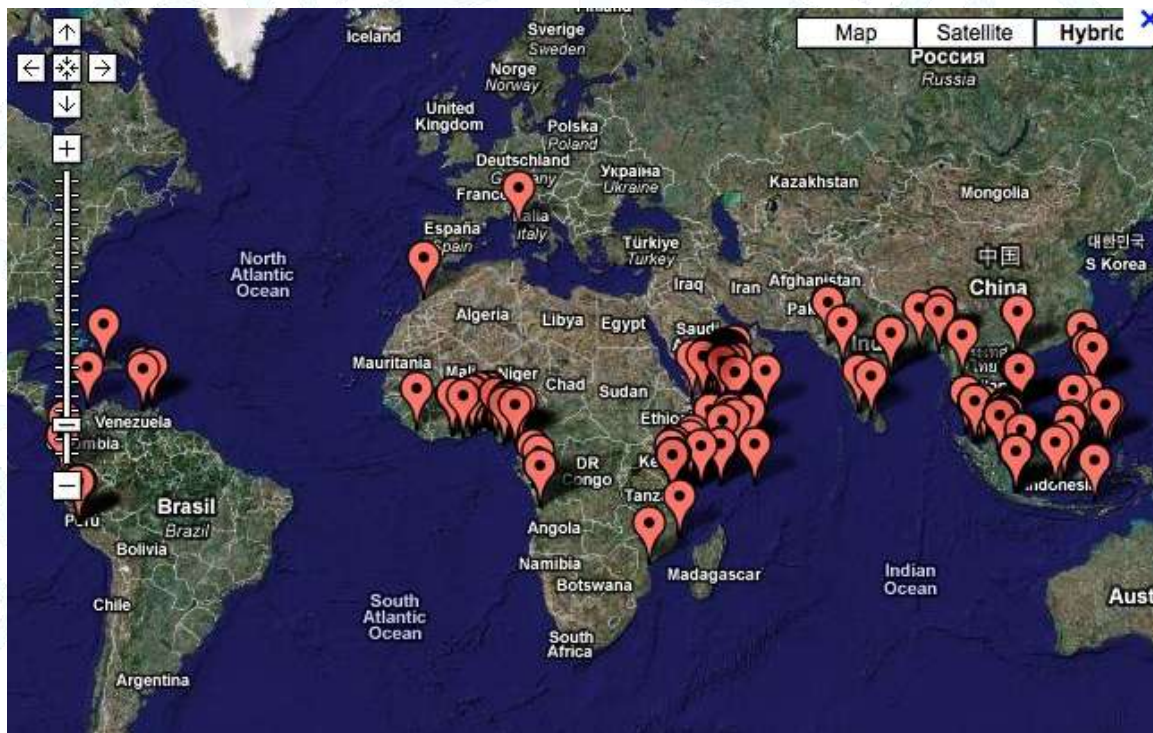 Map
Satellite
Hybric
Iceland
Finland
Sverige
Sweden
Norge
Norway
Россия
Russia
United
Kingdom
Polska
Poland
Deutschland
Україна
Ukraine
Kazakhstan
Mongolia
France
Italia
Italy
España
Spain
Türkiye
Turkey
North
Atlantic
Ocean
Iraq
Iran
Afghanistan
中国
China
대한민국
S Korea
Algeria
Libya
Egypt
Saudi
Mauritania
Mali
Niger
Chad
Sudan
Venezuela
DR
Congo
Brasil
Brazil
Peru
Bolivia
Angola
Namibia
Botswana
Madagascar
Indian
Ocean
Chile
South
Atlantic
Ocean
South
Africa
Aust
Argentina